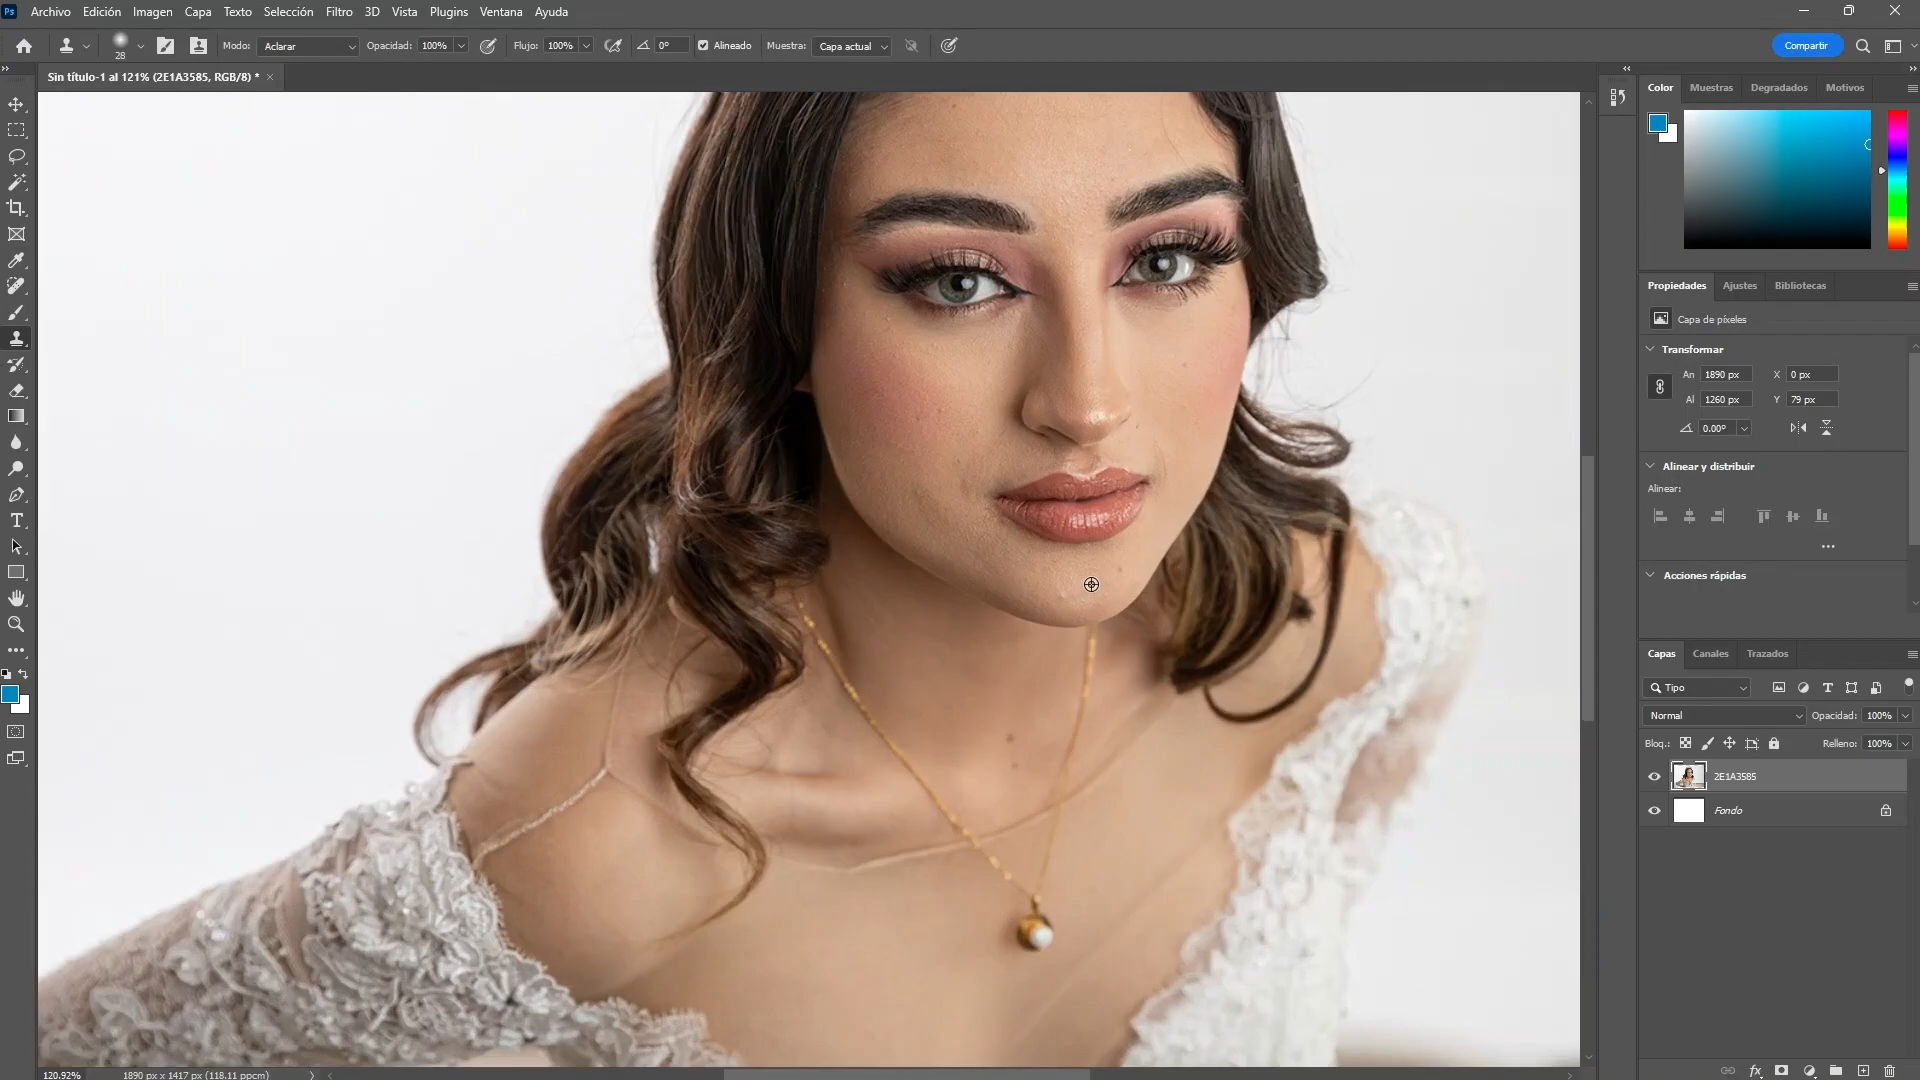 Ps Archivo Edición Imagen Capa Texto Selección Filtro 3D Vista Plugins Ventana Ayuda
28 Modo: Aclarar Opacidad: 100% Flujo: 100% 0° Alineado Muestra: Capa actual Compartir
Sin título-1 al 121% (2E1A3585, RGB/8) *
Color Muestras Degradados Motivos
Propiedades Ajustes Bibliotecas
Capa de píxeles
Transformar
An 1890 px X 0 px
Al 1260 px Y 79 px
0.00°
Alinear y distribuir
Alinear:
Acciones rápidas
Capas Canales Trazados
Tipo
Normal Opacidad: 100%
Bloq.: Relleno: 100%
2E1A3585
Fondo
fx
120.92% 1890 px x 1417 px (118.11 ppcm)